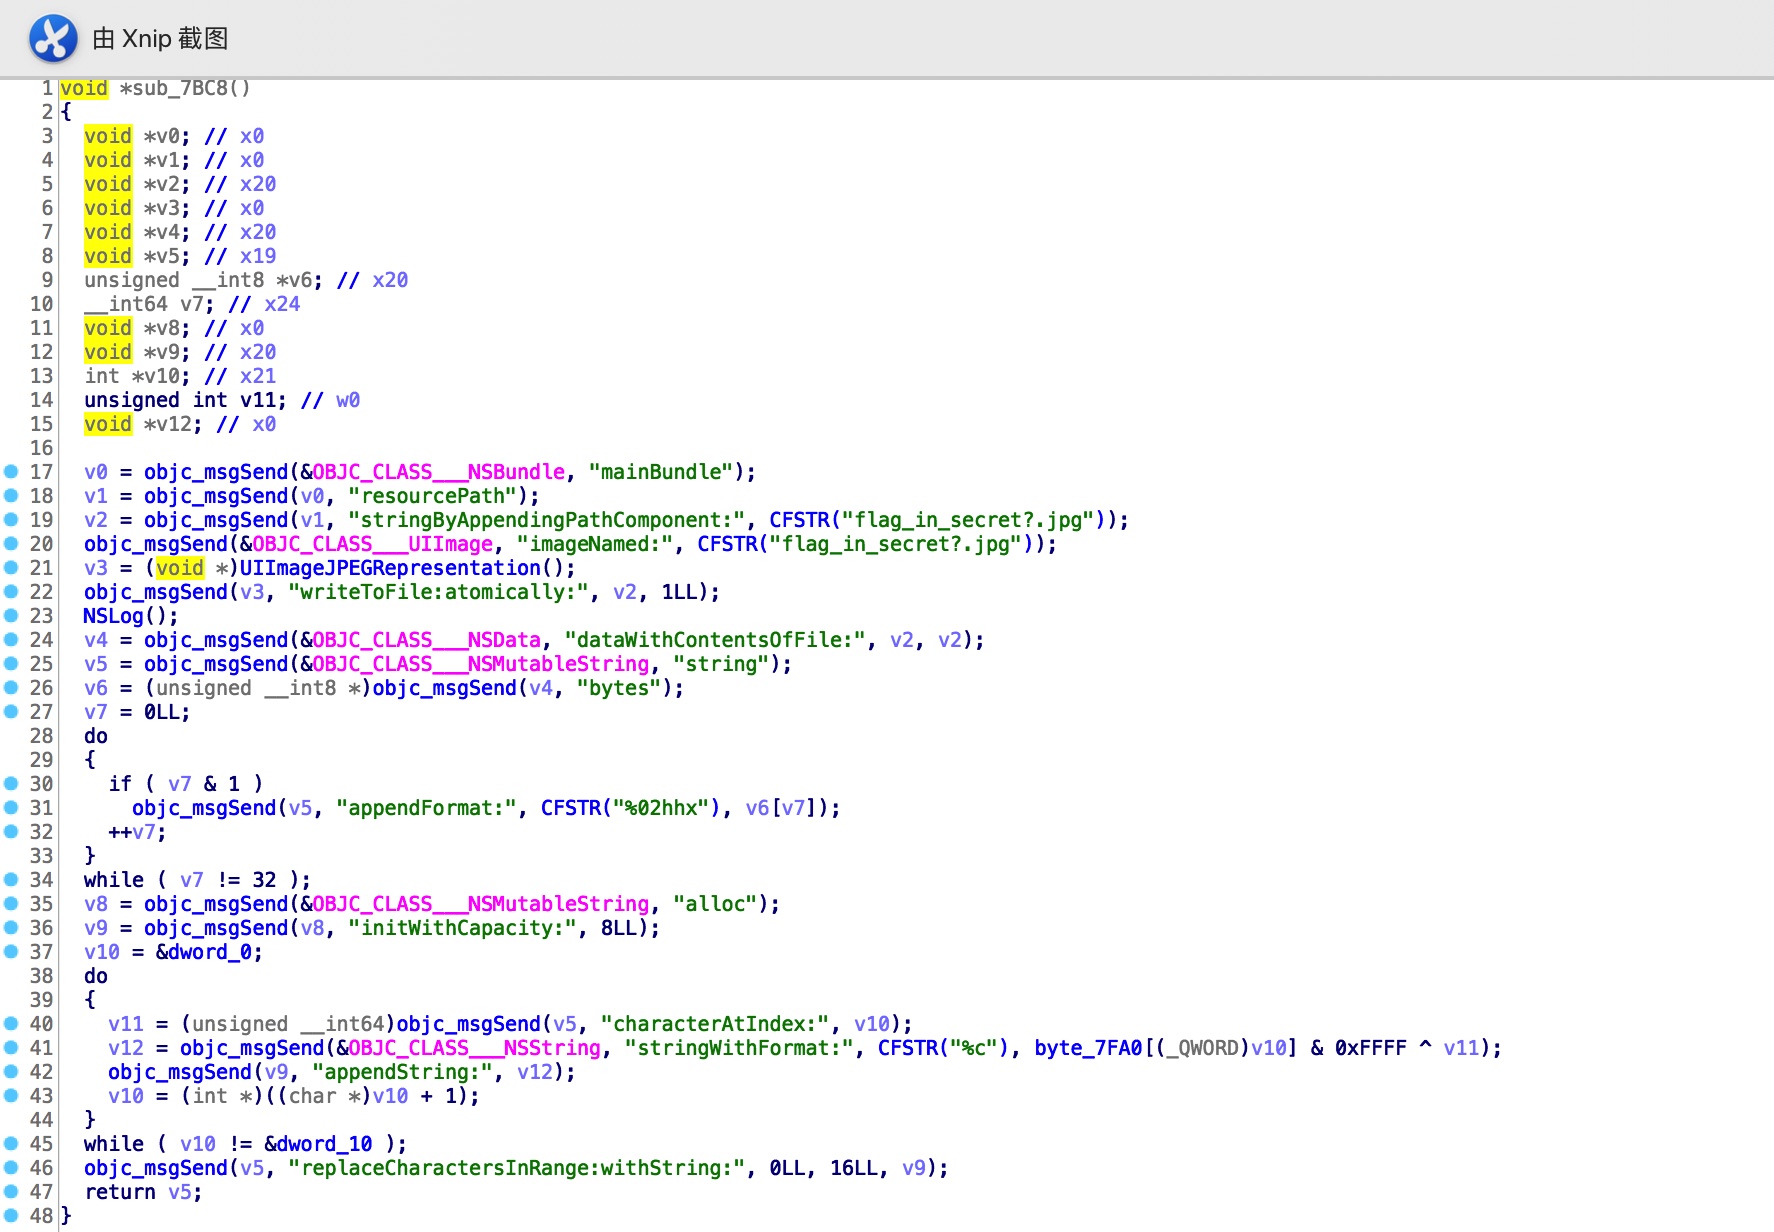 由 Xnip 截图
1 void *sub_7BC8()
2 {
3 void *v0; // x0
4 void *v1; // x0
5 void *v2; // x20
6 void *v3; // x0
7 void *v4; // x20
8 void *v5; // x19
9 unsigned __int8 *v6; // x20
10 __int64 v7; // x24
11 void *v8; // x0
12 void *v9; // x20
13 int *v10; // x21
14 unsigned int v11; // w0
15 void *v12; // x0
16
17 v0 = objc_msgSend(&OBJC_CLASS___NSBundle, "mainBundle");
18 v1 = objc_msgSend(v0, "resourcePath");
19 v2 = objc_msgSend(v1, "stringByAppendingPathComponent:", CFSTR("flag_in_secret?.jpg"));
20 objc_msgSend(&OBJC_CLASS___UIImage, "imageNamed:", CFSTR("flag_in_secret?.jpg"));
21 v3 = (void *)UIImageJPEGRepresentation();
22 objc_msgSend(v3, "writeToFile:atomically:", v2, 1LL);
23 NSLog();
24 v4 = objc_msgSend(&OBJC_CLASS___NSData, "dataWithContentsOfFile:", v2, v2);
25 v5 = objc_msgSend(&OBJC_CLASS___NSMutableString, "string");
26 v6 = (unsigned __int8 *)objc_msgSend(v4, "bytes");
27 v7 = 0LL;
28 do
29 {
30 if ( v7 & 1 )
31 objc_msgSend(v5, "appendFormat:", CFSTR("%02hhx"), v6[v7]);
32 ++v7;
33 }
34 while ( v7 != 32 );
35 v8 = objc_msgSend(&OBJC_CLASS___NSMutableString, "alloc");
36 v9 = objc_msgSend(v8, "initWithCapacity:", 8LL);
37 v10 = &dword_0;
38 do
39 {
40 v11 = (unsigned __int64)objc_msgSend(v5, "characterAtIndex:", v10);
41 v12 = objc_msgSend(&OBJC_CLASS___NSString, "stringWithFormat:", CFSTR("%c"), byte_7FA0[(_QWORD)v10] & 0xFFFF ^ v11);
42 objc_msgSend(v9, "appendString:", v12);
43 v10 = (int *)((char *)v10 + 1);
44 }
45 while ( v10 != &dword_10 );
46 objc_msgSend(v5, "replaceCharactersInRange:withString:", 0LL, 16LL, v9);
47 return v5;
48 }